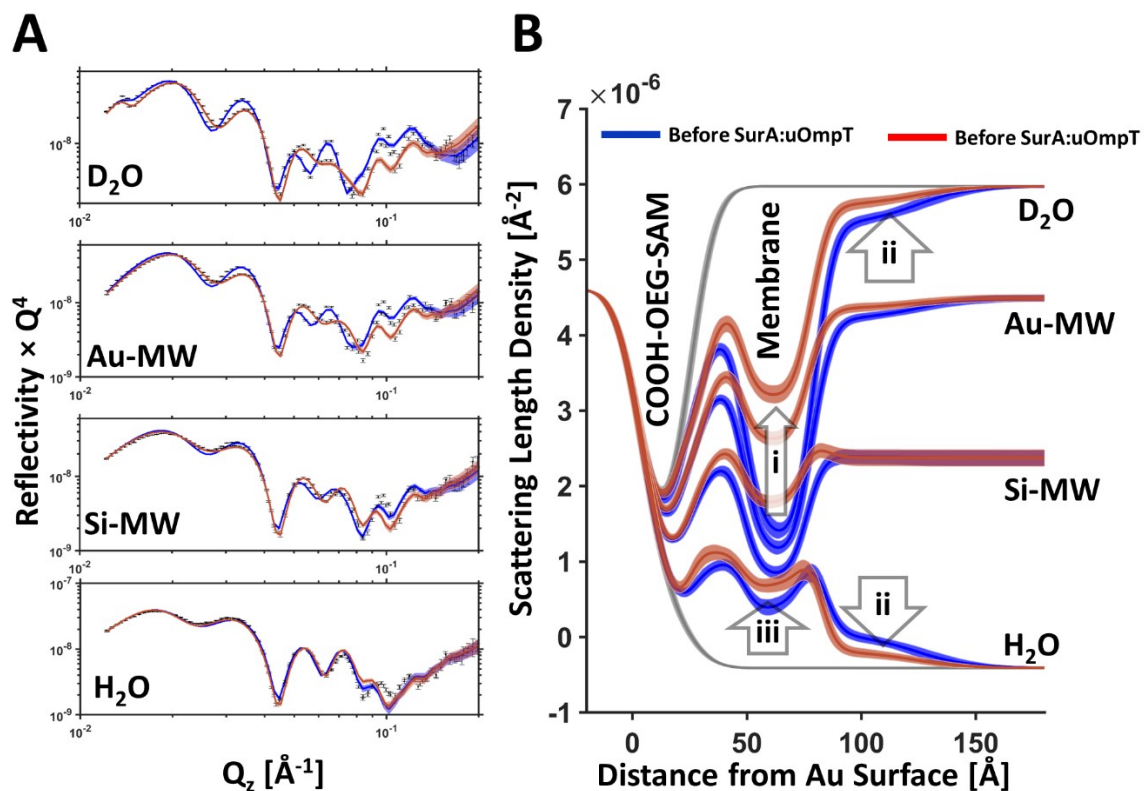 A
D₂O
10⁻⁸
10⁻² 10⁻¹
Au-MW
10⁻⁸
10⁻⁹
10⁻² 10⁻¹
Si-MW
10⁻⁸
10⁻⁹
10⁻² 10⁻¹
H₂O
10⁻⁷
10⁻⁸
10⁻⁹
10⁻² 10⁻¹
Reflectivity × Q⁴
Q_z [Å⁻¹]
B
× 10⁻⁶
Before SurA:uOmpT Before SurA:uOmpT
7
6
5
4
3
2
1
0
-1
Scattering Length Density [Å⁻²]
COOH-OEG-SAM
Membrane
D₂O
ii
Au-MW
i
Si-MW
ii
iii
H₂O
0 50 100 150
Distance from Au Surface [Å]